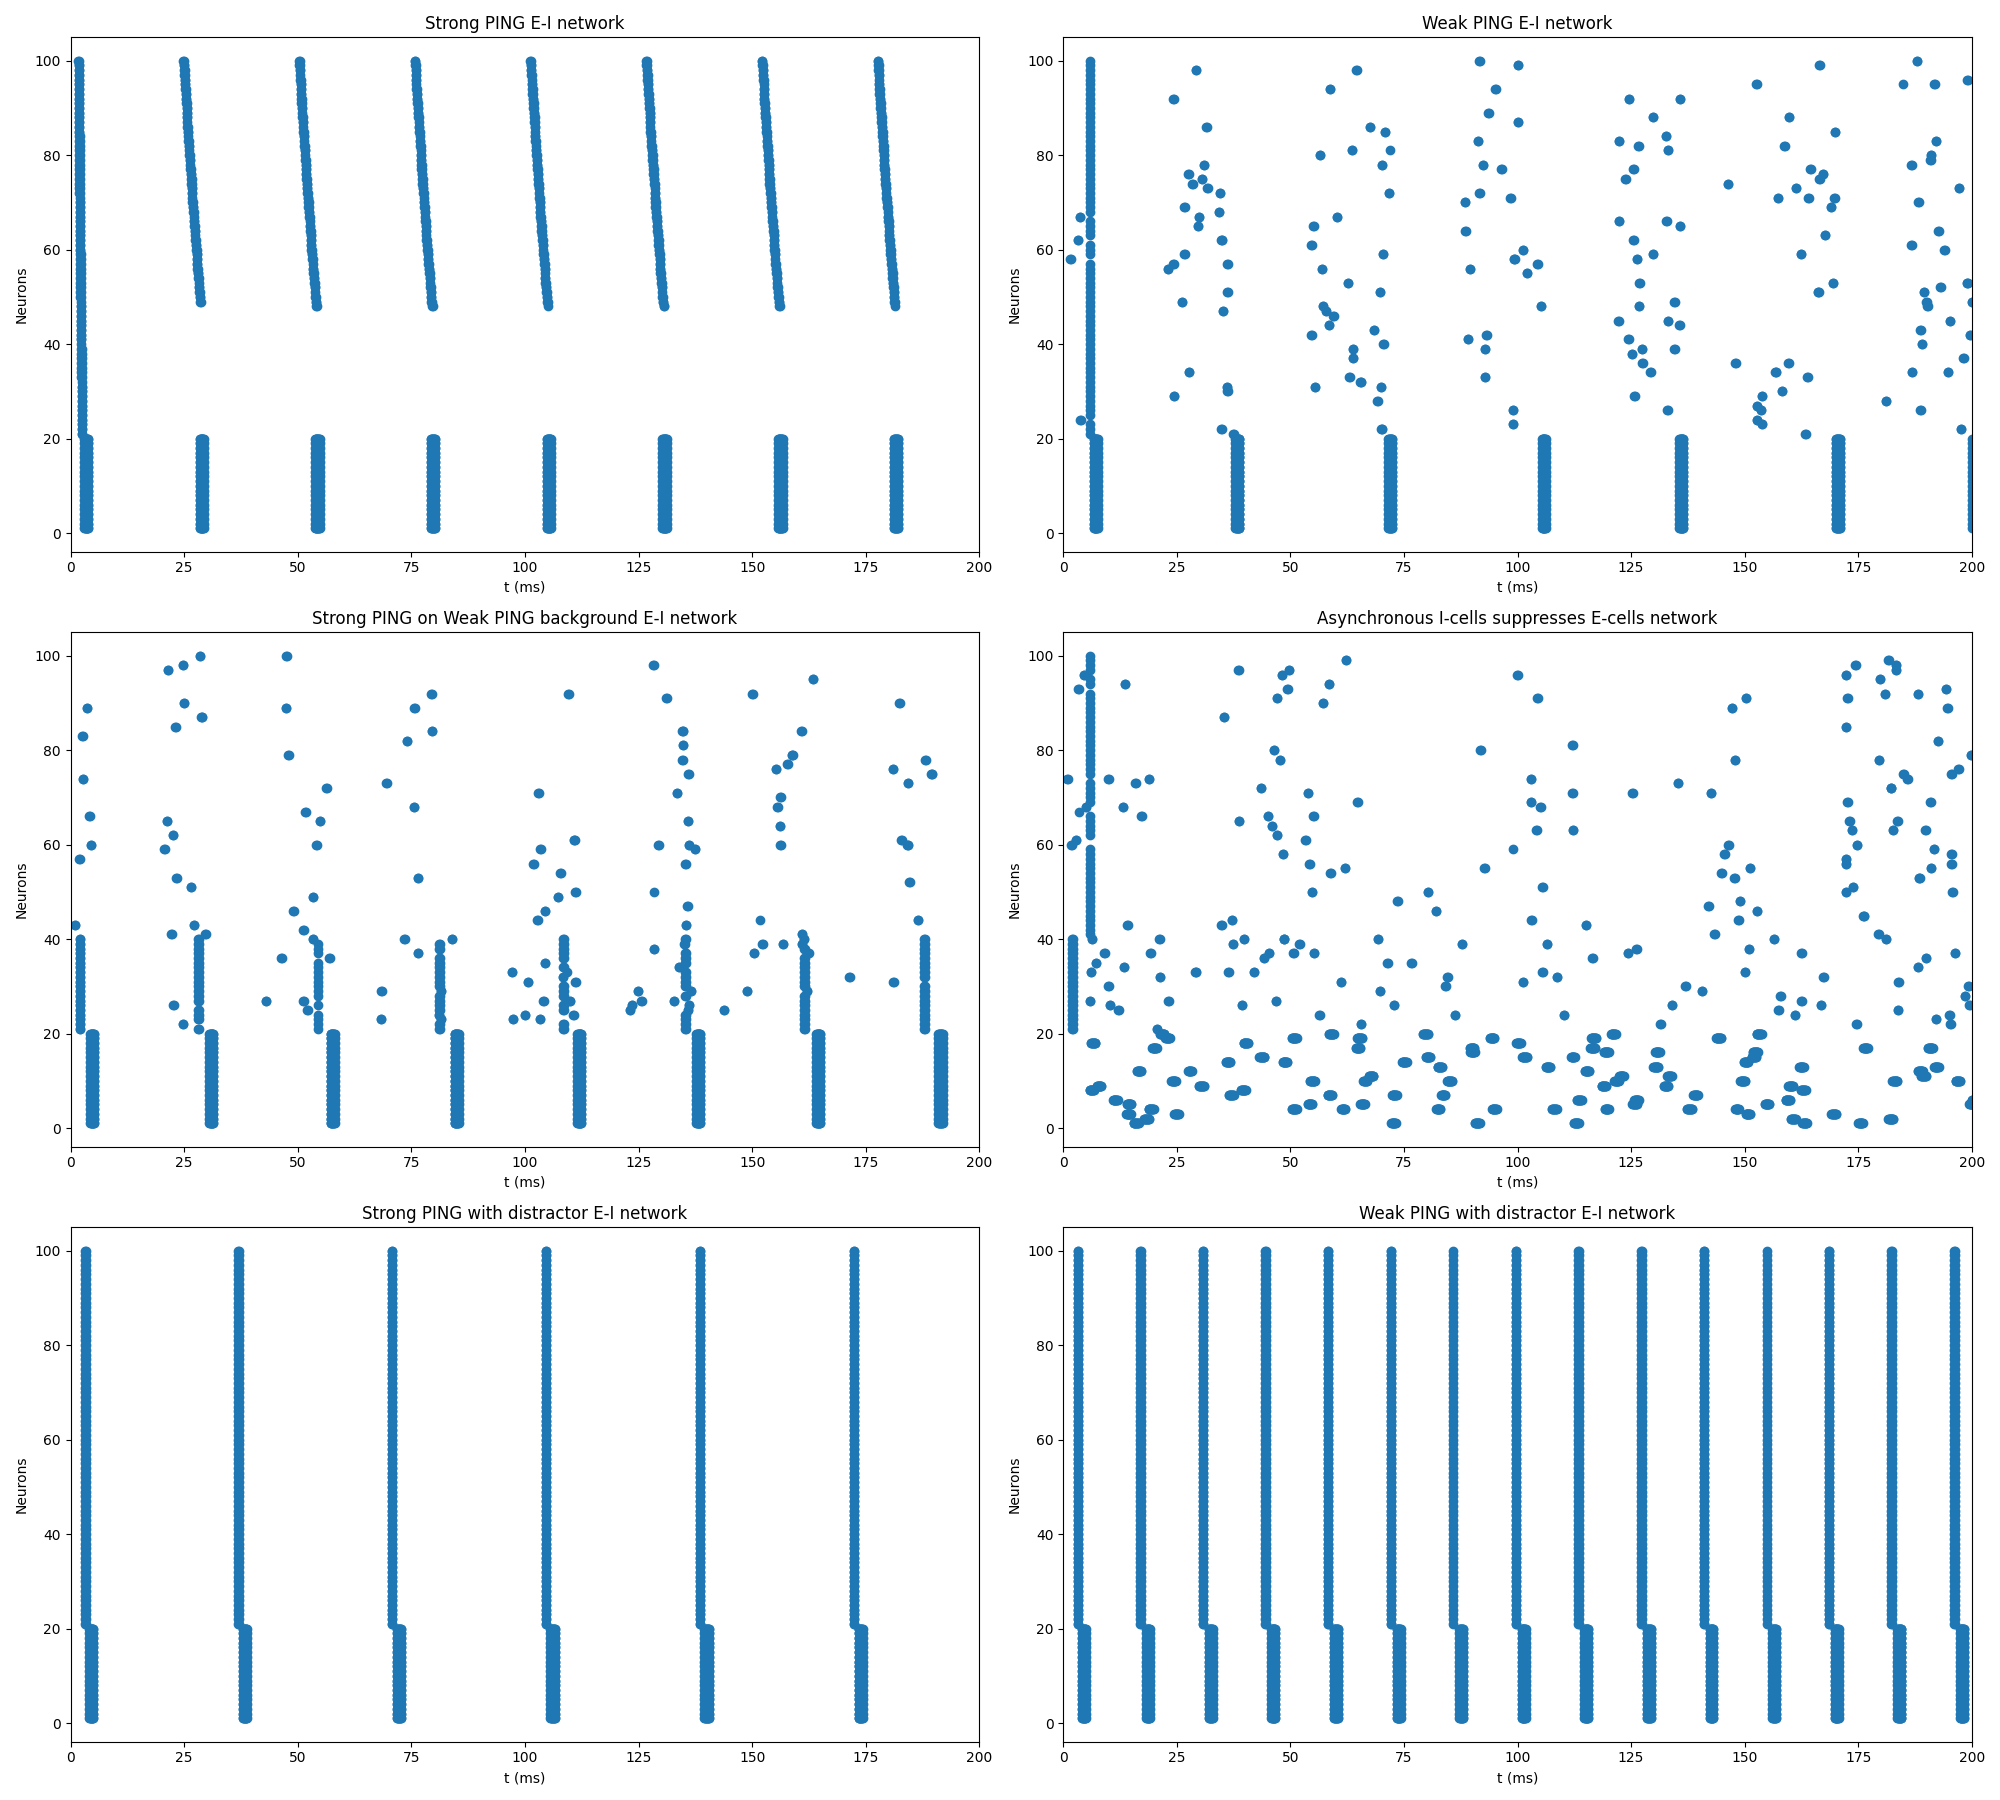 Strong PING E-I network
Weak PING E-I network
100
80
60
40
20
0
Neurons
0 25 50 75 100 125 150 175 200
t (ms)
100
80
60
40
20
0
Neurons
0 25 50 75 100 125 150 175 200
t (ms)
Strong PING on Weak PING background E-I network
Asynchronous I-cells suppresses E-cells network
100
80
60
40
20
0
Neurons
0 25 50 75 100 125 150 175 200
t (ms)
100
80
60
40
20
0
Neurons
0 25 50 75 100 125 150 175 200
t (ms)
Strong PING with distractor E-I network
Weak PING with distractor E-I network
100
80
60
40
20
0
Neurons
0 25 50 75 100 125 150 175 200
t (ms)
100
80
60
40
20
0
Neurons
0 25 50 75 100 125 150 175 200
t (ms)